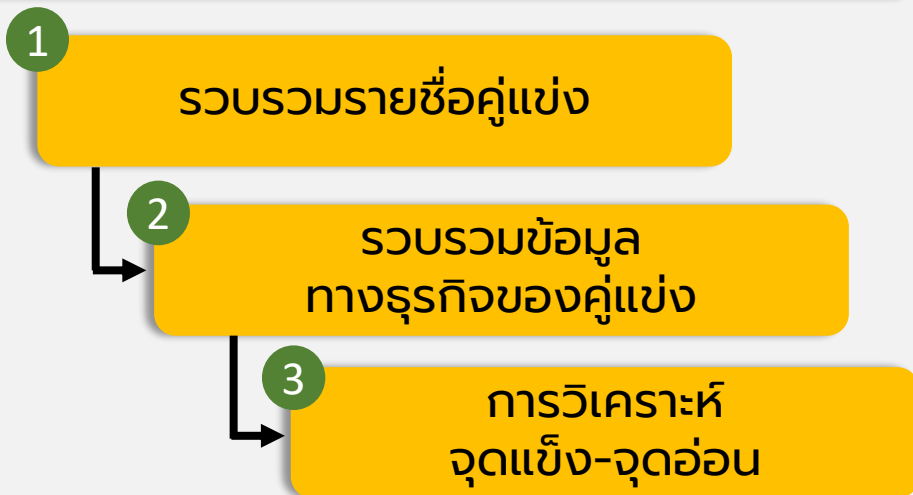 1
รวบรวมรายชื่อคู่แข่ง
2
รวบรวมข้อมูล
ทางธุรกิจของคู่แข่ง
3
การวิเคราะห์
จุดแข็ง-จุดอ่อน